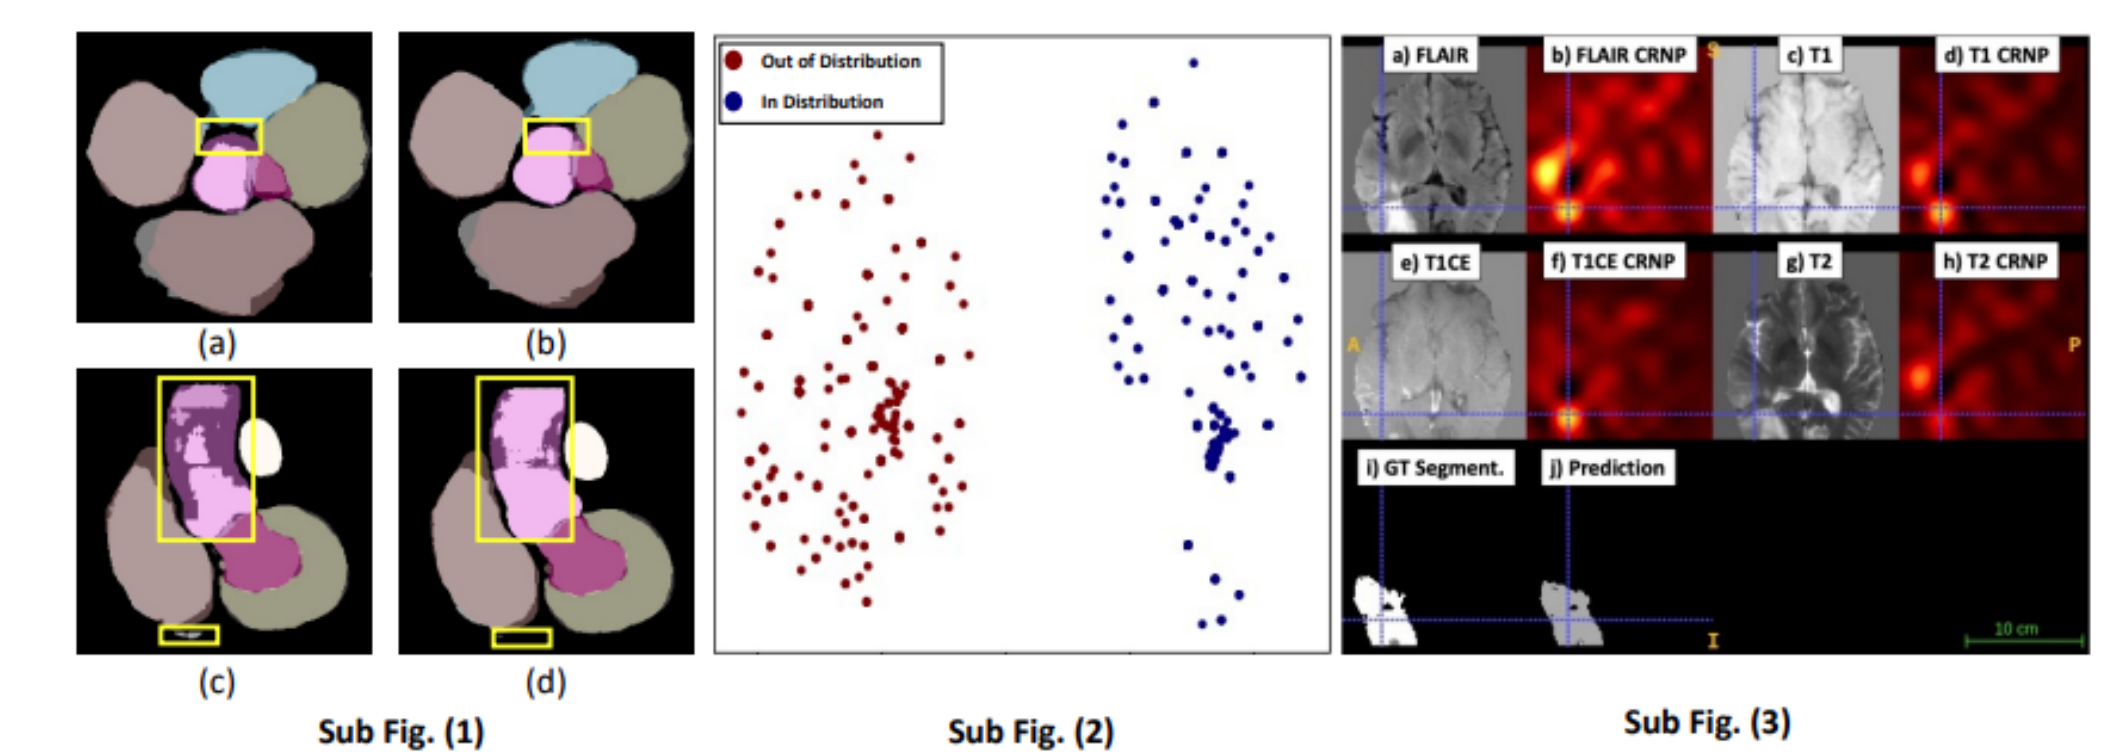 (a)
(b)
(c)
(d)
Sub Fig. (1)
Out of Distribution
In Distribution
Sub Fig. (2)
a) FLAIR
b) FLAIR CRNP
S
c) T1
d) T1 CRNP
e) T1CE
f) T1CE CRNP
g) T2
h) T2 CRNP
A
P
i) GT Segment.
j) Prediction
I
10 cm
Sub Fig. (3)